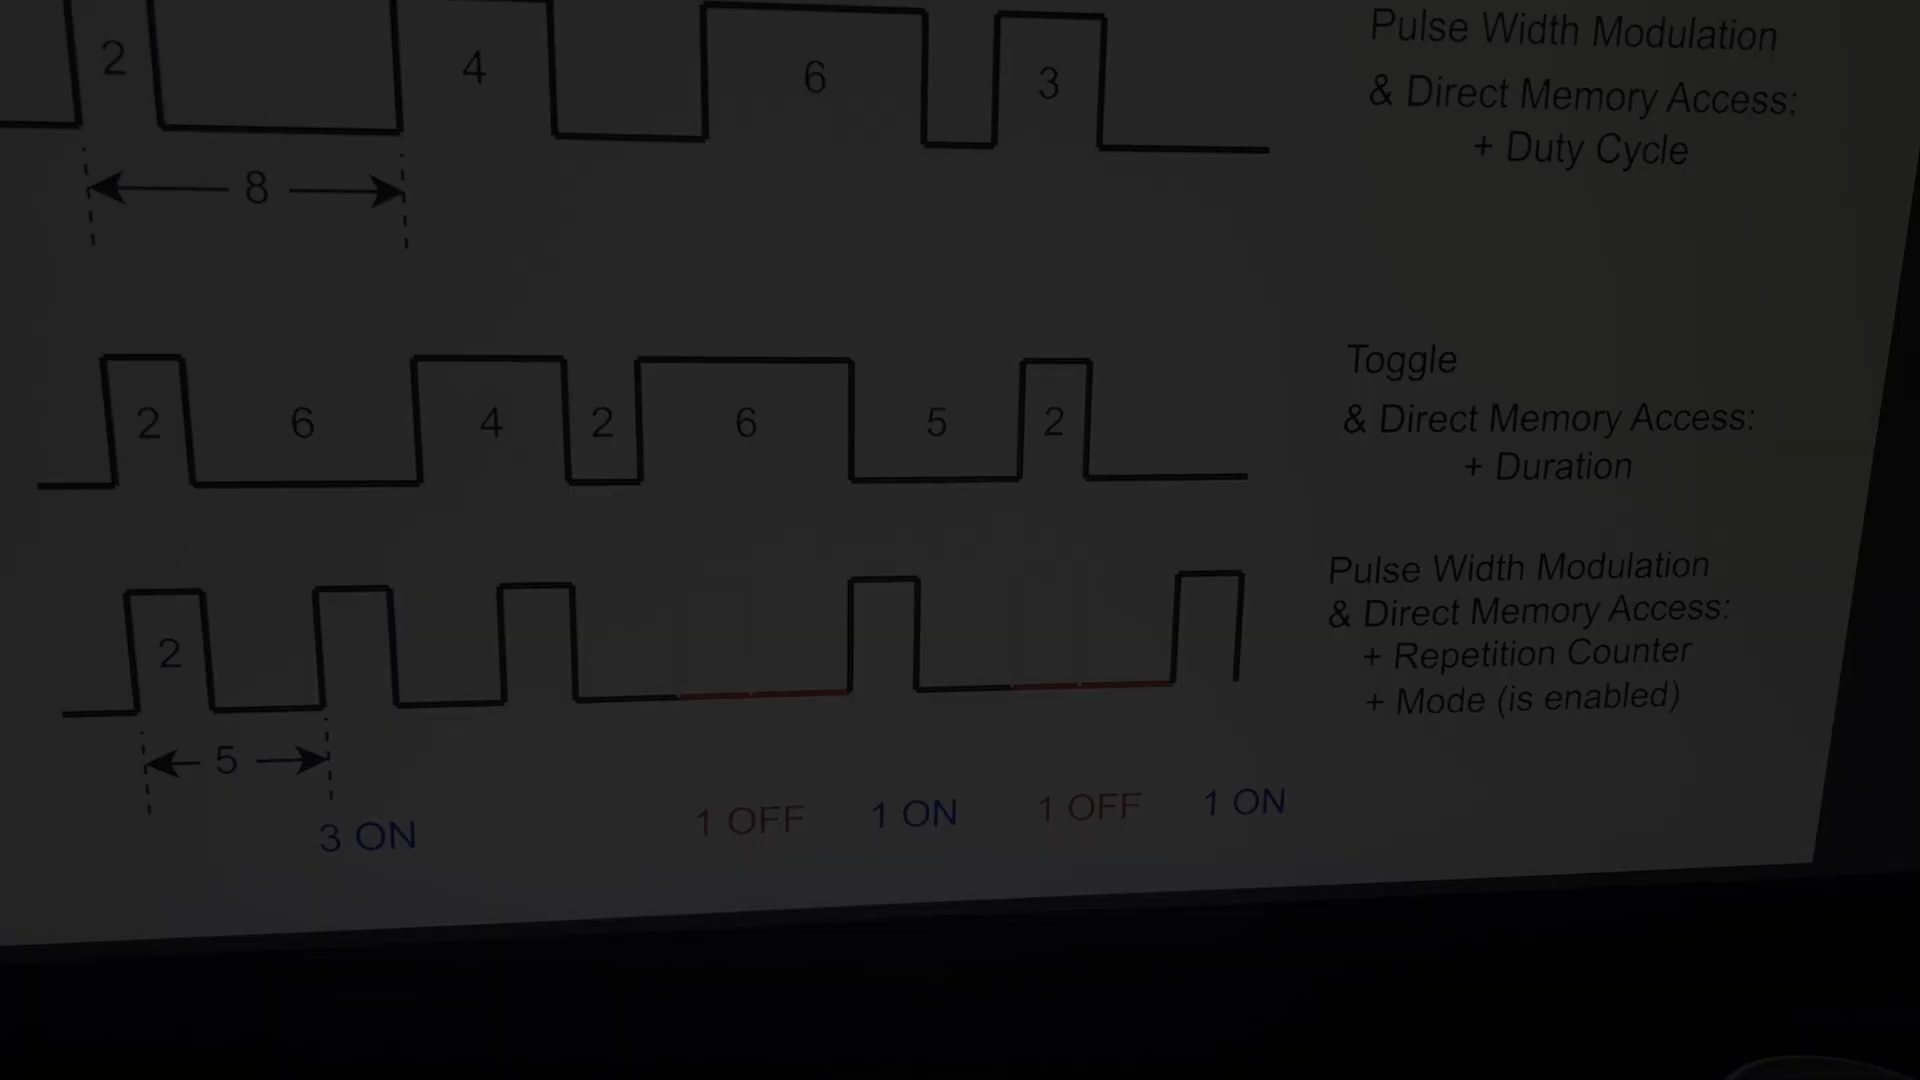 2 4 6 3
8
Pulse Width Modulation
& Direct Memory Access:
+ Duty Cycle
2 6 4 2 6 5 2
Toggle
& Direct Memory Access:
+ Duration
2
5
Pulse Width Modulation
& Direct Memory Access:
+ Repetition Counter
+ Mode (is enabled)
3 ON 1 OFF 1 ON 1 OFF 1 ON